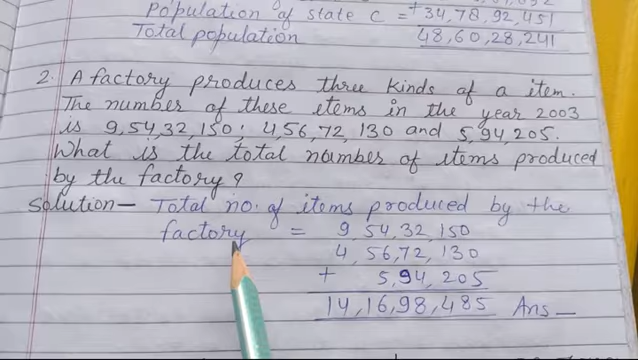 Population of state C = +34,78,92,451
Total population 48,60,28,241
2. A factory produces three kinds of a item.
The number of these items in the year 2003
is 9,54,32,150; 4,56,72,130 and 5,94,205.
What is the total number of items produced
by the factory?
Solution— Total no. of items produced by the
factory = 9,54,32,150
4,56,72,130
+ 5,94,205
14,16,98,485 Ans—